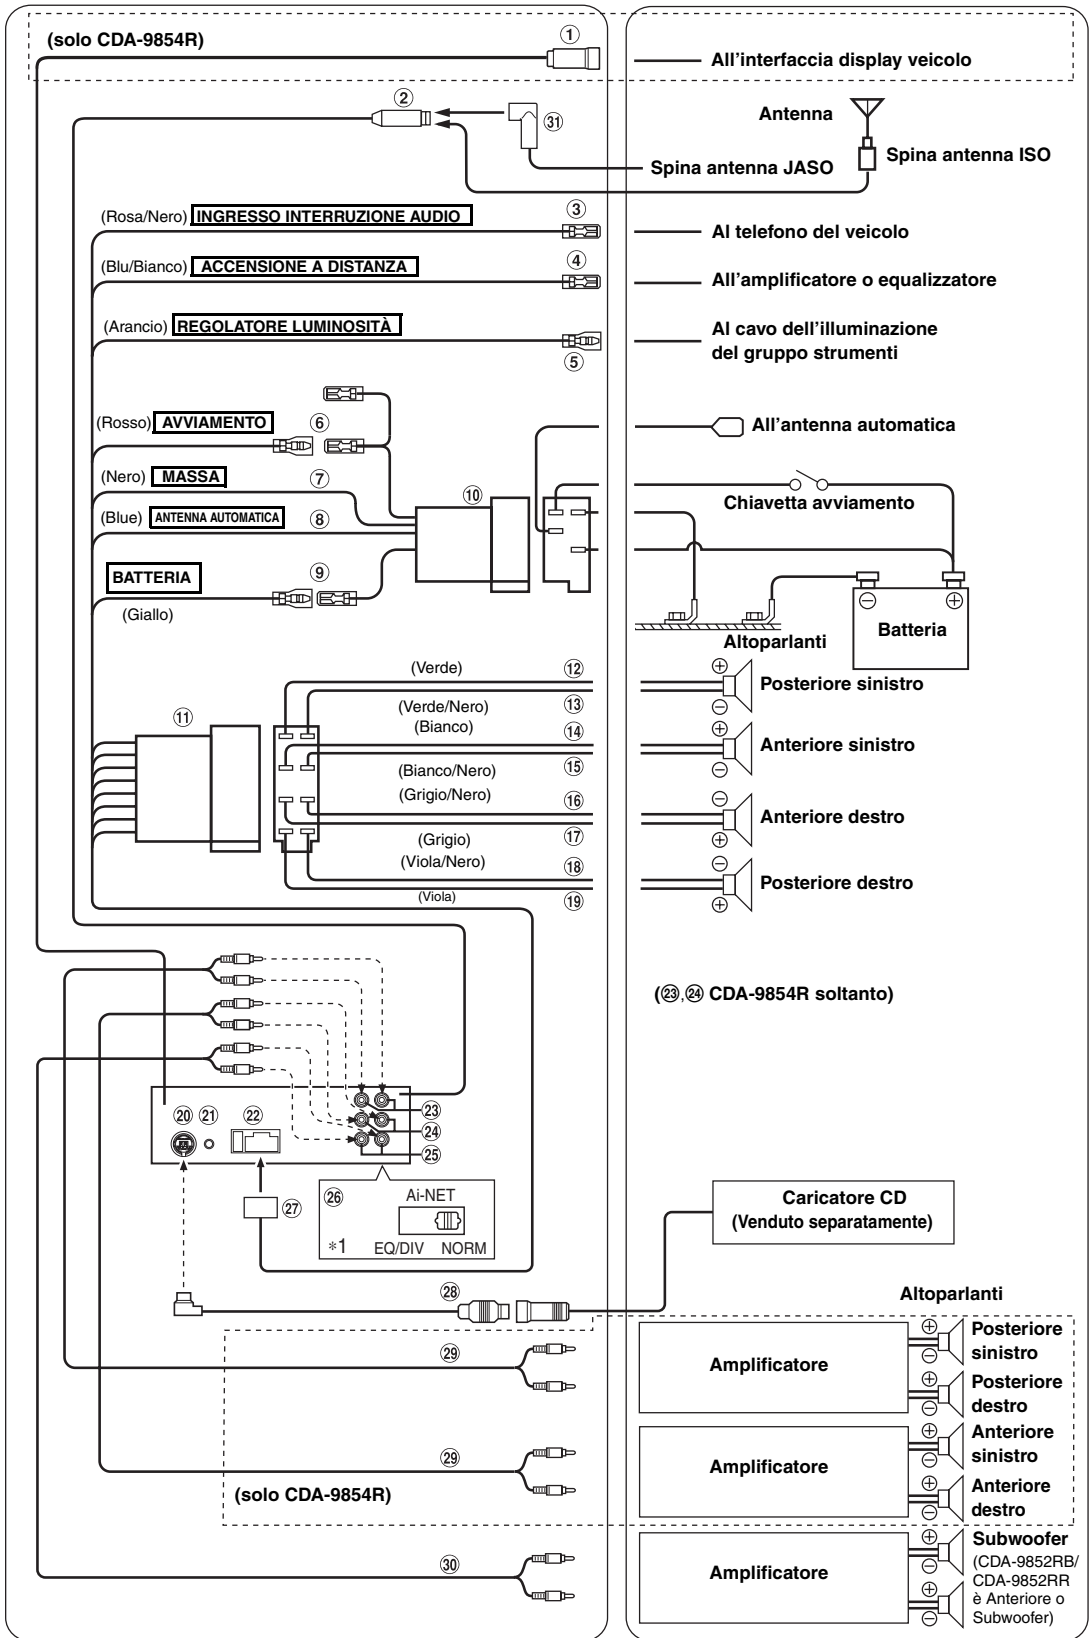 (solo CDA-9854R)
①
All'interfaccia display veicolo
②
㉛
Antenna
Spina antenna JASO
Spina antenna ISO
(Rosa/Nero) INGRESSO INTERRUZIONE AUDIO
③
Al telefono del veicolo
(Blu/Bianco) ACCENSIONE A DISTANZA
④
All'amplificatore o equalizzatore
(Arancio) REGOLATORE LUMINOSITÀ
⑤
Al cavo dell'illuminazione
del gruppo strumenti
(Rosso) AVVIAMENTO
⑥
All'antenna automatica
(Nero) MASSA
⑦
⑩
Chiavetta avviamento
(Blue) ANTENNA AUTOMATICA
⑧
BATTERIA
⑨
(Giallo)
⊖ ⊕
Batteria
Altoparlanti
(Verde)
⑫
⊕
Posteriore sinistro
⑬
⊖
(Verde/Nero)
⑪
(Bianco)
⑭
⊕
Anteriore sinistro
⑮
⊖
(Bianco/Nero)
(Grigio/Nero)
⑯
⊖
Anteriore destro
⑰
⊕
(Grigio)
(Viola/Nero)
⑱
⊖
Posteriore destro
(Viola)
⑲
⊕
(㉓,㉔ CDA-9854R soltanto)
⑳ ㉑ ㉒
㉓
㉔
㉕
㉖
Ai-NET
*1 EQ/DIV NORM
㉗
Caricatore CD
(Venduto separatamente)
㉘
Altoparlanti
㉙
Amplificatore
⊕
⊖
Posteriore
sinistro
⊕
⊖
Posteriore
destro
㉙
(solo CDA-9854R)
Amplificatore
⊕
⊖
Anteriore
sinistro
⊕
⊖
Anteriore
destro
㉚
Amplificatore
⊕
⊖
⊕
⊖
Subwoofer
(CDA-9852RB/
CDA-9852RR
è Anteriore o
Subwoofer)